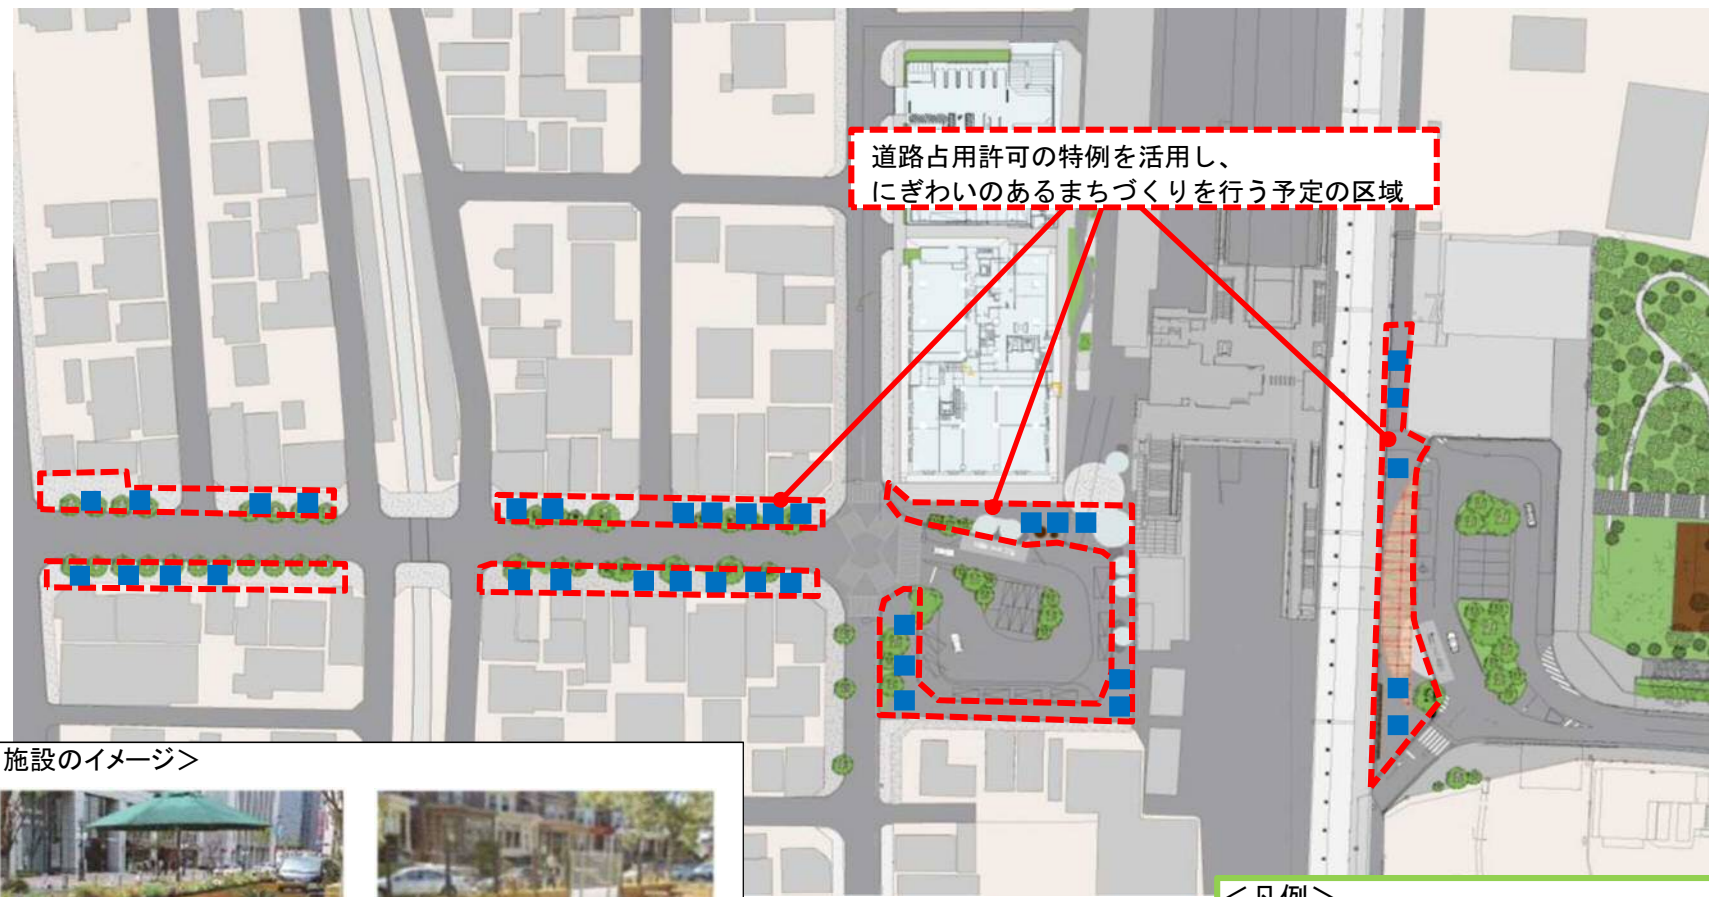 道路占用許可の特例を活用し、
にぎわいのあるまちづくりを行う予定の区域
施設のイメージ＞
＜凡例＞